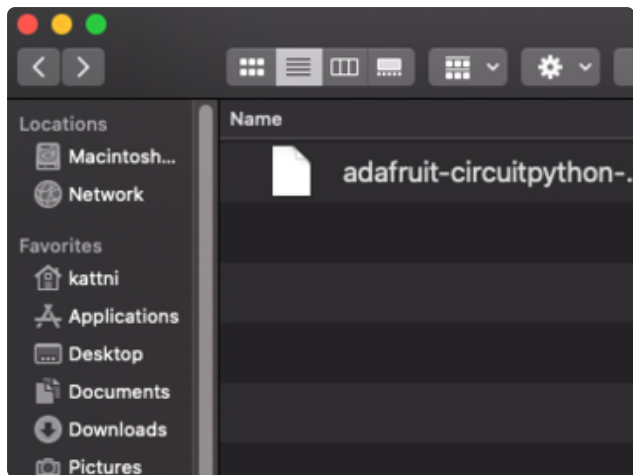 Locations
Macintosh...
Network
Favorites
kattni
Applications
Desktop
Documents
Downloads
Pictures
Name
adafruit-circuitpython-.